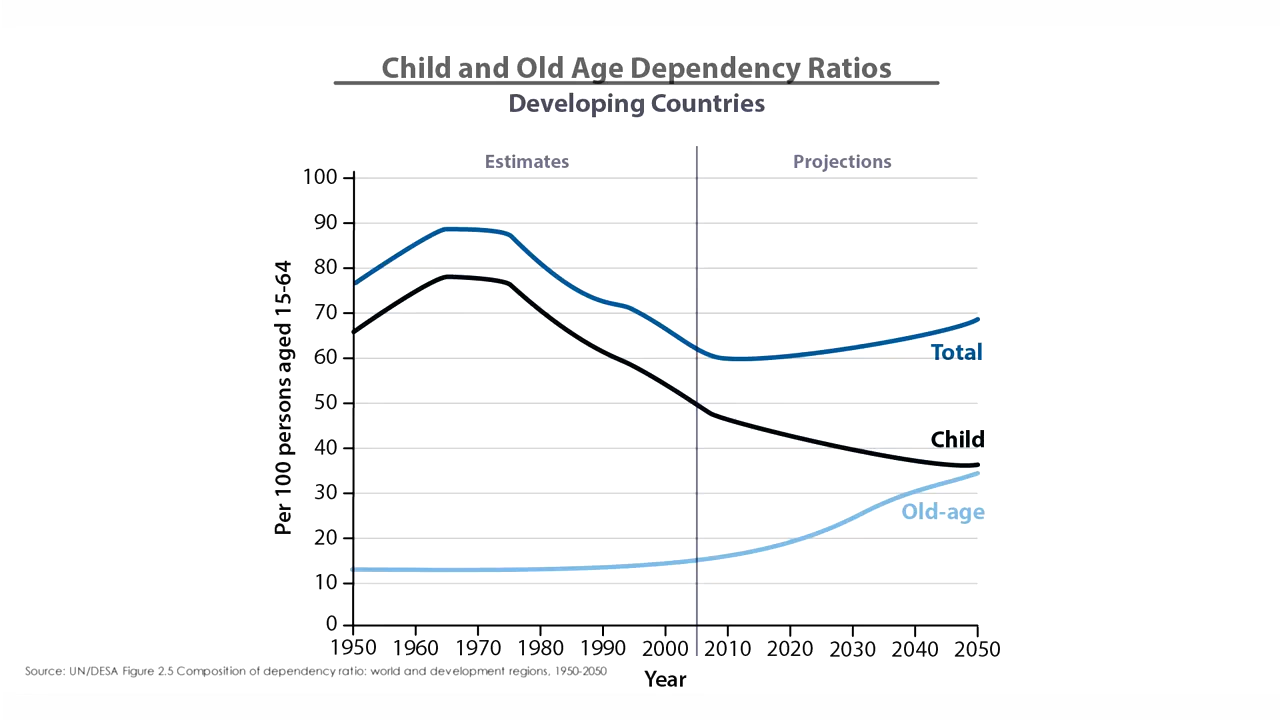 Child and Old Age Dependency Ratios
Developing Countries
Estimates
Projections
Per 100 persons aged 15-64
100
90
80
70
60
50
40
30
20
10
0
Total
Child
Old-age
1950 1960 1970 1980 1990 2000 2010 2020 2030 2040 2050
Year
Source: UN/DESA Figure 2.5 Composition of dependency ratio: world and development regions, 1950-2050